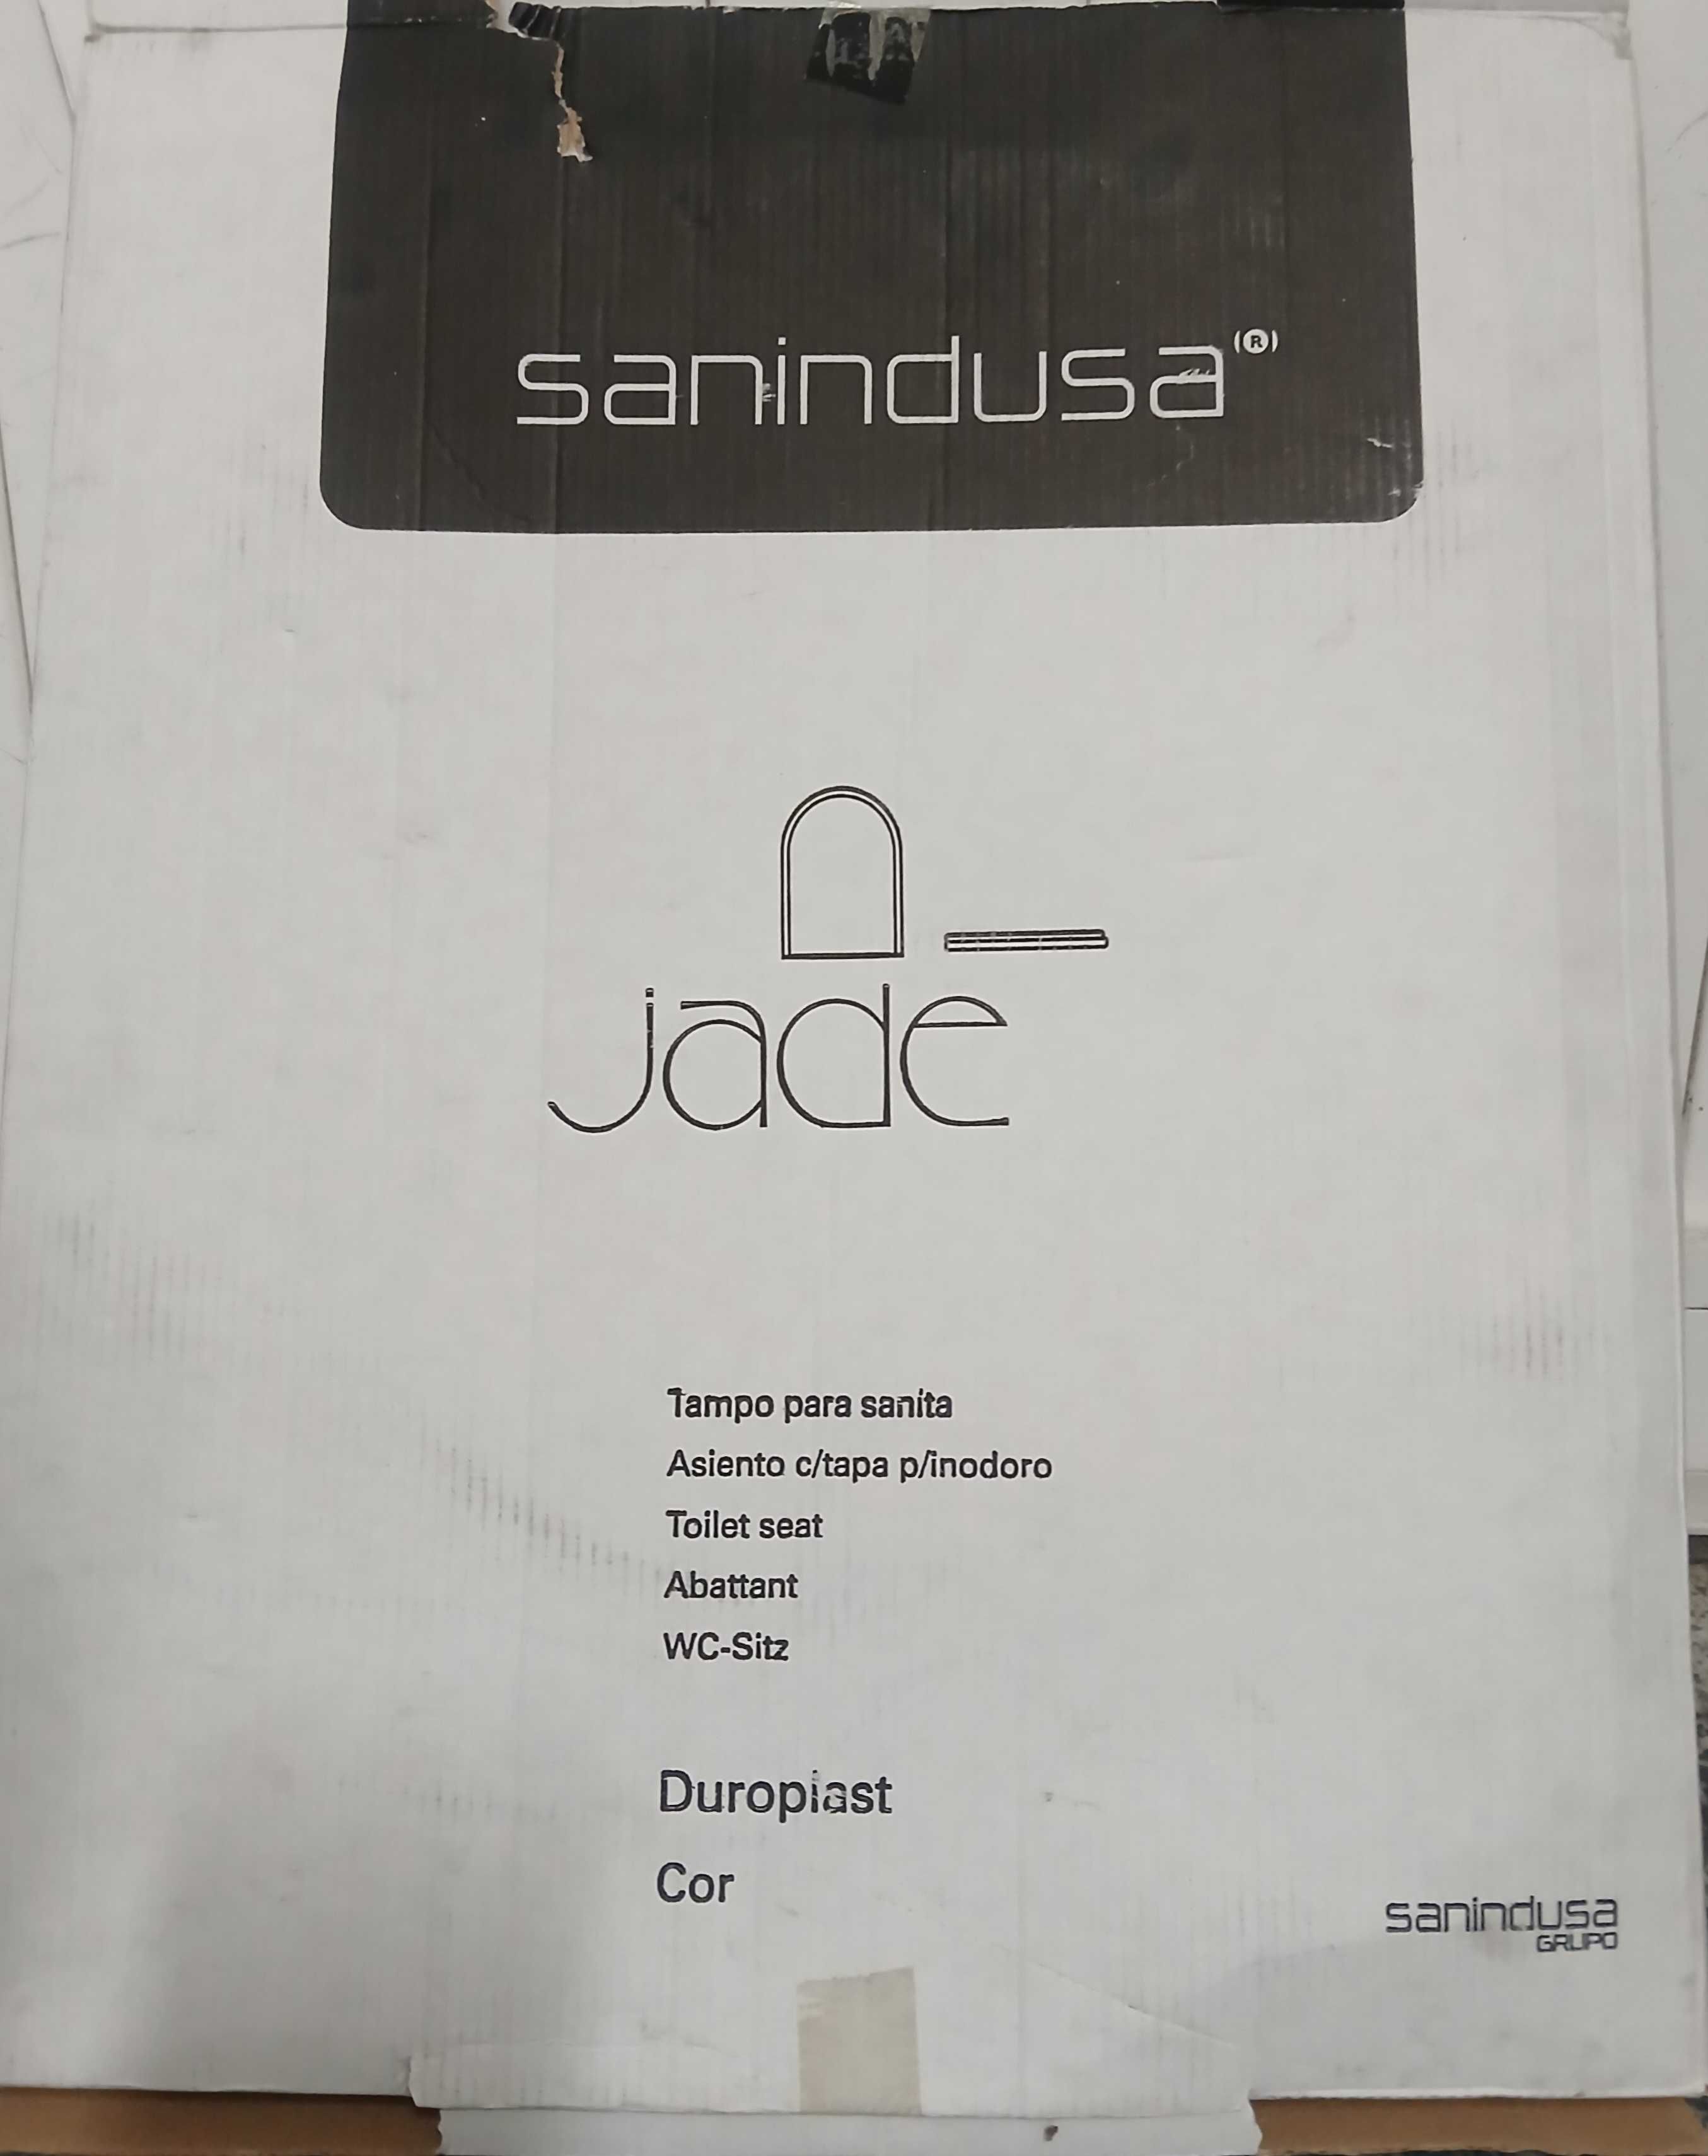 sanindusa(®)
jade
Tampo para sanita
Asiento c/tapa p/inodoro
Toilet seat
Abattant
WC-Sitz
Duroplast
Cor
sanindusa
GRUPO